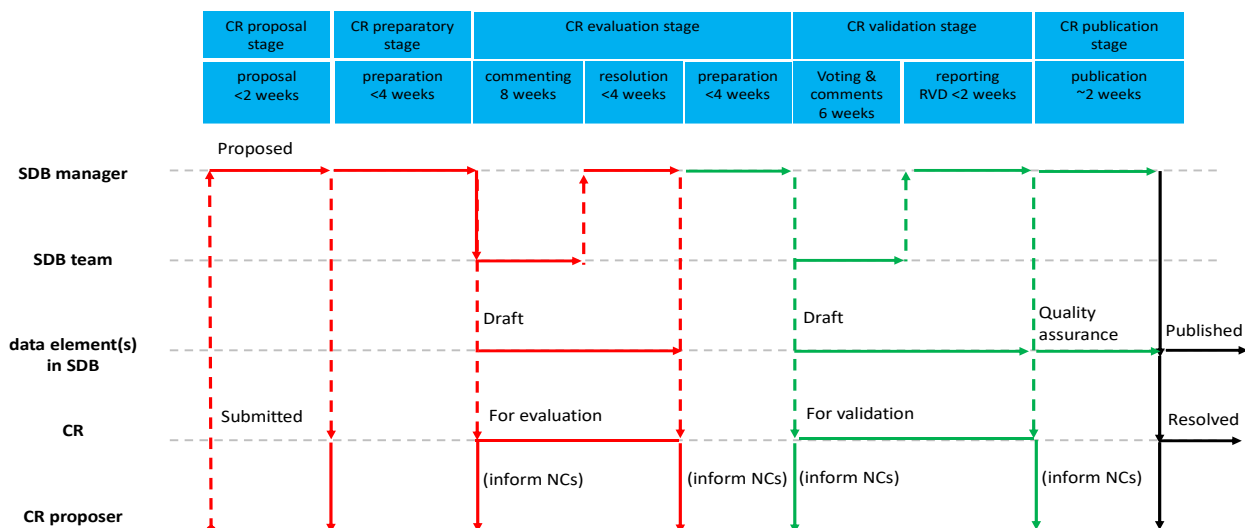 CR proposal
stage
CR preparatory
stage
CR evaluation stage
CR validation stage
CR publication
stage
proposal
<2 weeks
preparation
<4 weeks
commenting
8 weeks
resolution
<4 weeks
preparation
<4 weeks
Voting &
comments
6 weeks
reporting
RVD <2 weeks
publication
~2 weeks
Proposed
SDB manager
SDB team
Draft
Draft
Quality
assurance
Published
data element(s)
in SDB
Submitted
For evaluation
For validation
Resolved
CR
(inform NCs)
(inform NCs)
(inform NCs)
(inform NCs)
CR proposer